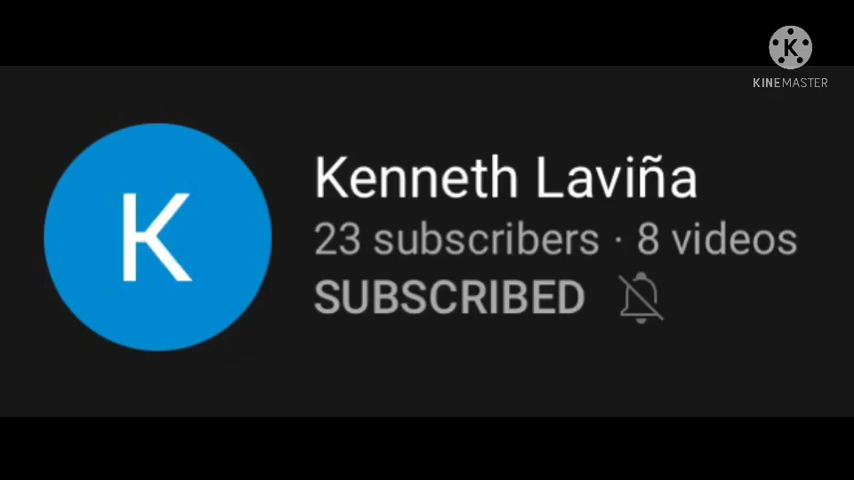 K
KINEMASTER
K
Kenneth Laviña
23 subscribers · 8 videos
SUBSCRIBED